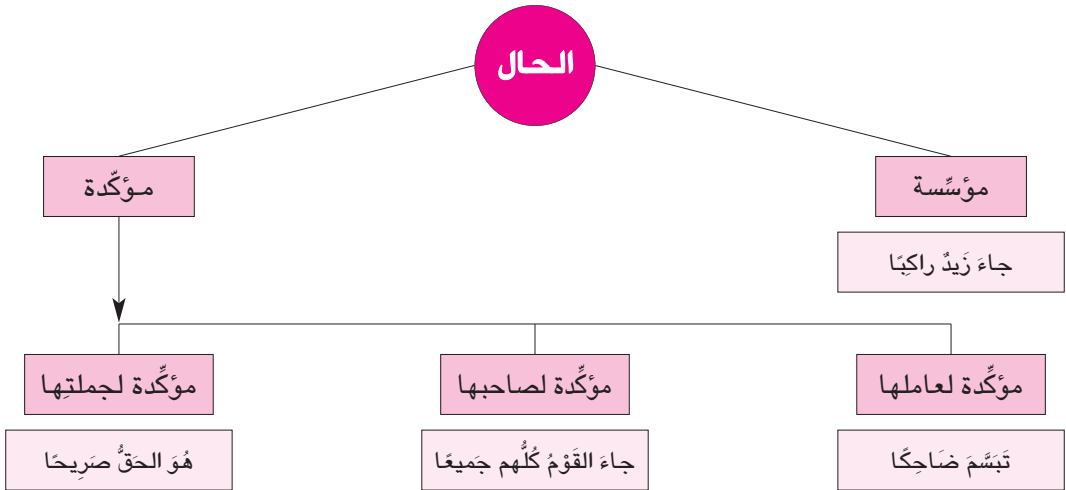 الحال
مؤسِّسة
مؤكّدة
جاءَ زَيدٌ راكِبًا
مؤكِّدة لعاملها
مؤكِّدة لصاحبها
مؤكِّدة لجملتِها
تَبَسَّمَ ضَاحِكًا
جاءَ القَوْمُ كُلُّهم جَميعًا
هُوَ الحَقُّ صَرِيحًا